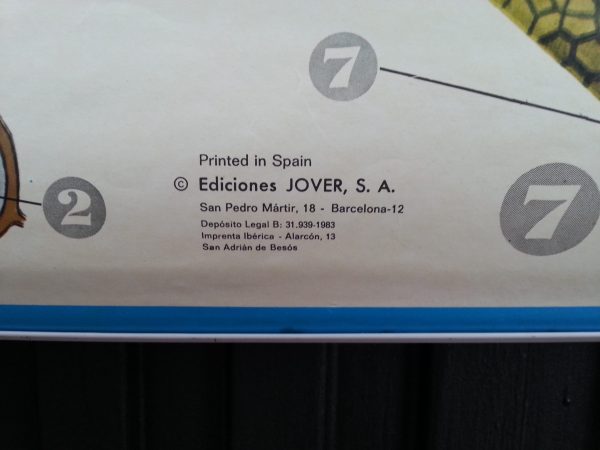 7
Printed in Spain
© Ediciones JOVER, S. A.
2
San Pedro Mártir, 18 - Barcelona-12
7
Depósito Legal B: 31.939-1983
Imprenta Ibérica - Alarcón, 13
San Adrián de Besós